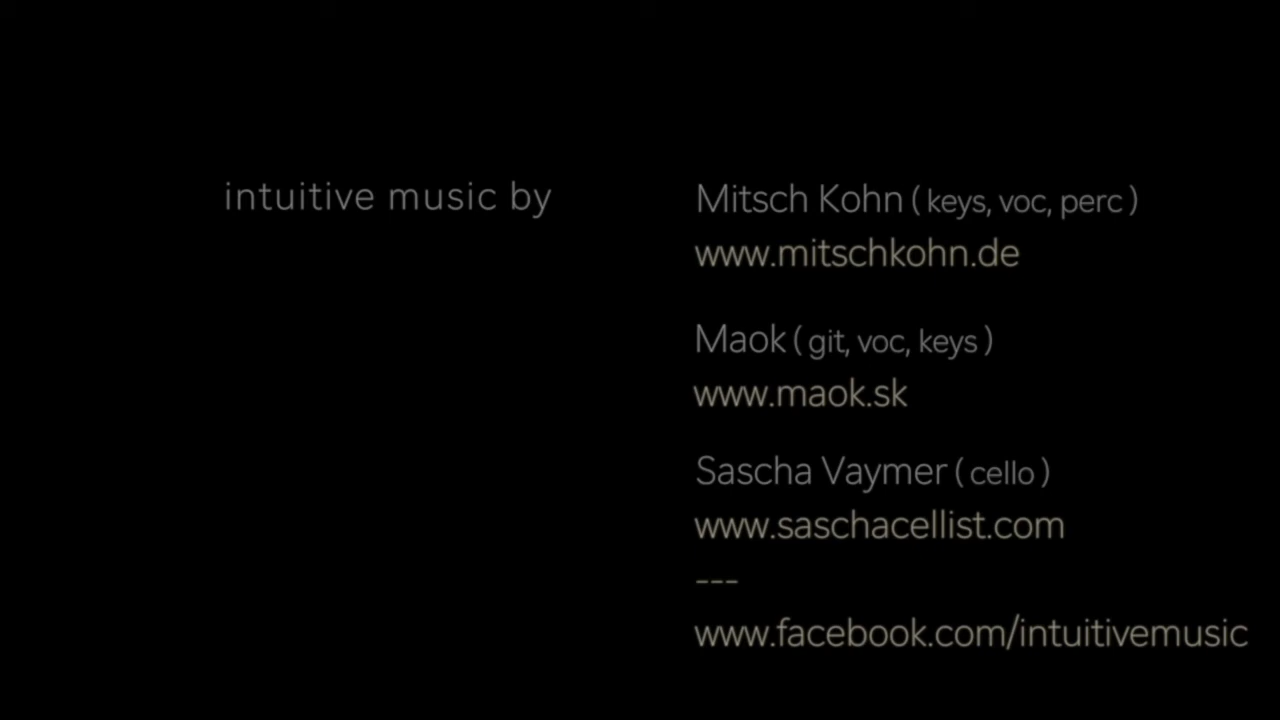 intuitive music by
Mitsch Kohn ( keys, voc, perc )
www.mitschkohn.de
Maok ( git, voc, keys )
www.maok.sk
Sascha Vaymer ( cello )
www.saschacellist.com
---
www.facebook.com/intuitivemusic